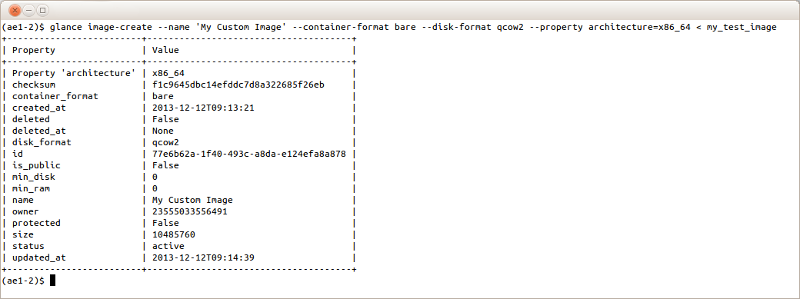 (ae1-2)$ glance image-create --name 'My Custom Image' --container-format bare --disk-format qcow2 --property architecture=x86_64 < my_test_image
+-------------------------+--------------------------------------+
| Property                | Value                                |
+-------------------------+--------------------------------------+
| Property 'architecture' | x86_64                               |
| checksum                | f1c9645dbc14efddc7d8a322685f26eb     |
| container_format        | bare                                 |
| created_at              | 2013-12-12T09:13:21                  |
| deleted                 | False                                |
| deleted_at              | None                                 |
| disk_format             | qcow2                                |
| id                      | 77e6b62a-1f40-493c-a8da-e124efa8a878 |
| is_public               | False                                |
| min_disk                | 0                                    |
| min_ram                 | 0                                    |
| name                    | My Custom Image                      |
| owner                   | 23555033556491                       |
| protected               | False                                |
| size                    | 10485760                             |
| status                  | active                               |
| updated_at              | 2013-12-12T09:14:39                  |
+-------------------------+--------------------------------------+
(ae1-2)$